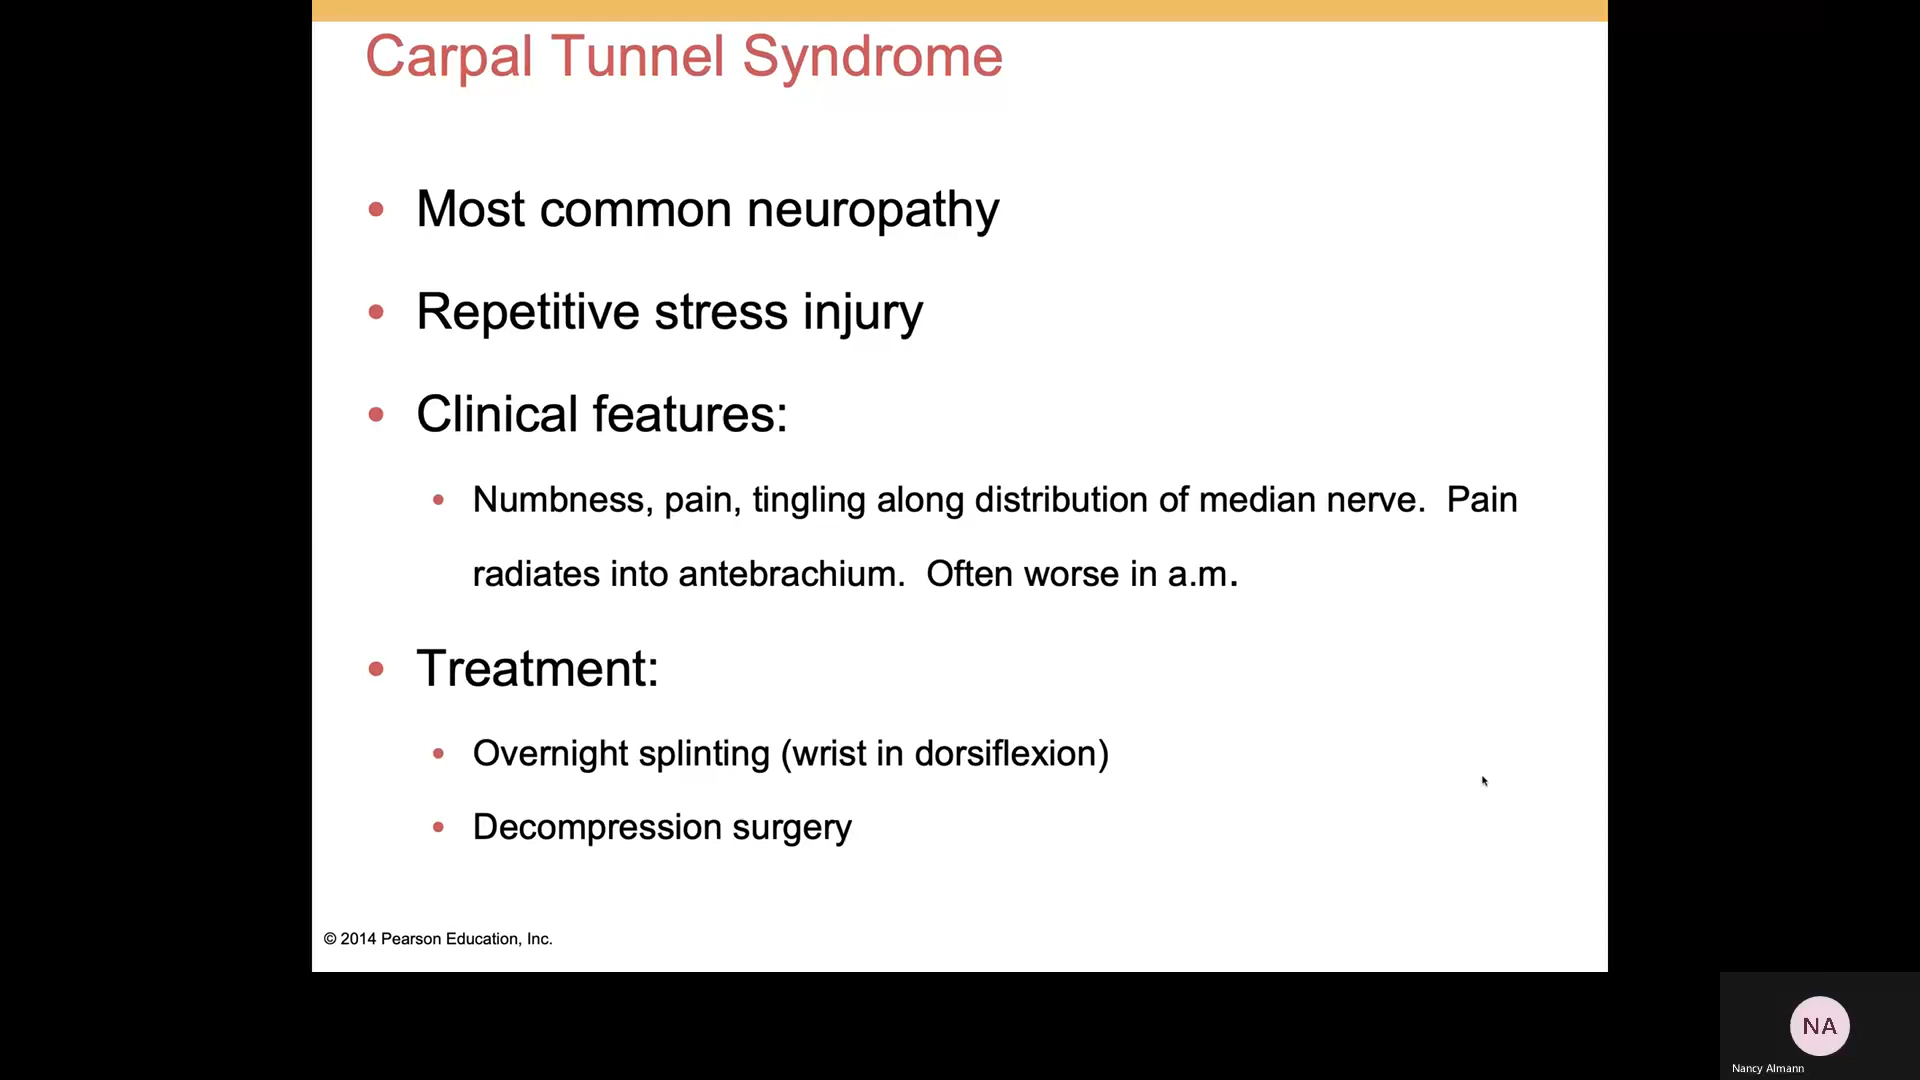 Carpal Tunnel Syndrome
• Most common neuropathy
• Repetitive stress injury
• Clinical features:
• Numbness, pain, tingling along distribution of median nerve.  Pain
radiates into antebrachium.  Often worse in a.m.
• Treatment:
• Overnight splinting (wrist in dorsiflexion)
• Decompression surgery
© 2014 Pearson Education, Inc.
NA
Nancy Almann